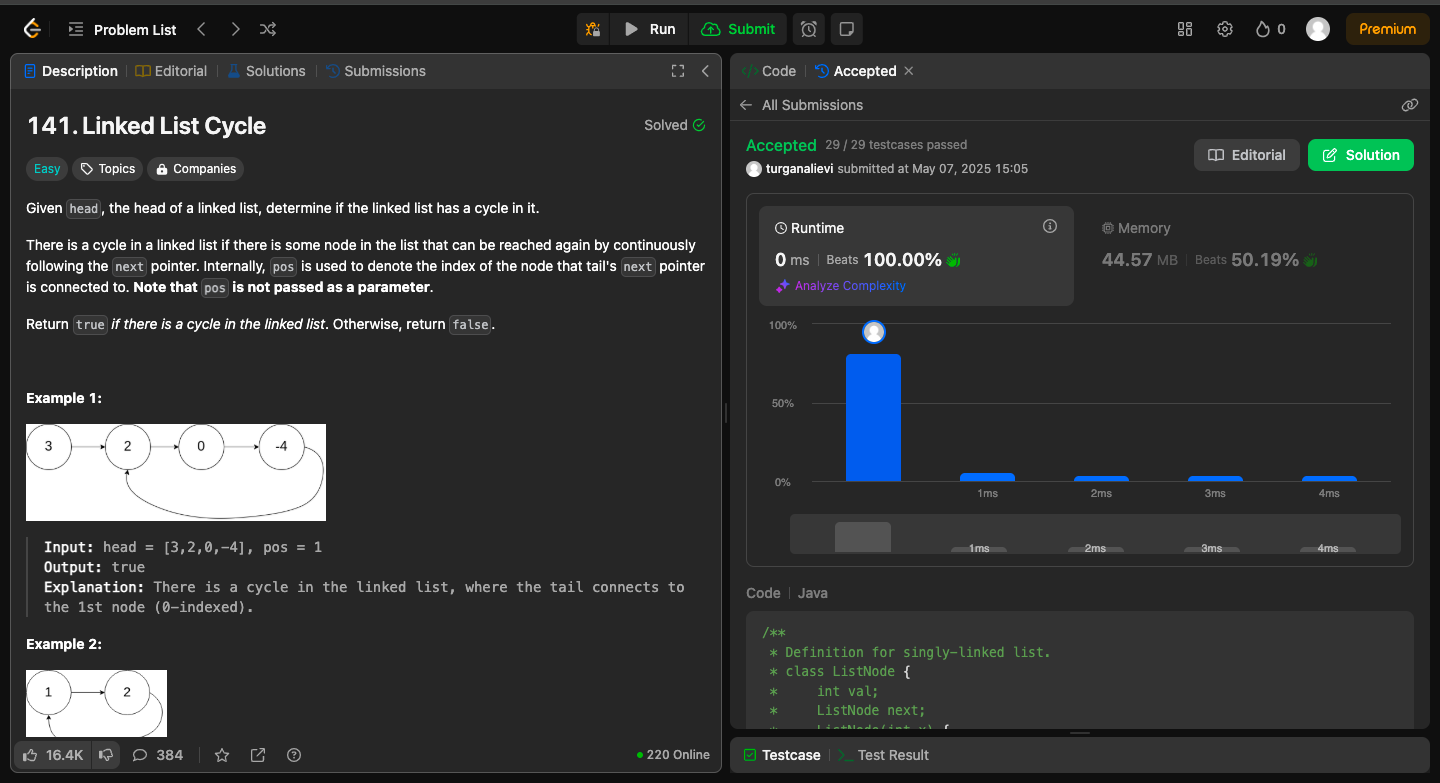 Problem List
Run
Submit
0
Premium
Description
Editorial
Solutions
Submissions
141. Linked List Cycle
Solved
Easy
Topics
Companies
Given head, the head of a linked list, determine if the linked list has a cycle in it.
There is a cycle in a linked list if there is some node in the list that can be reached again by continuously
following the next pointer. Internally, pos is used to denote the index of the node that tail's next pointer
is connected to. Note that pos is not passed as a parameter.
Return true if there is a cycle in the linked list. Otherwise, return false.
Example 1:
3 2 0 -4
Input: head = [3,2,0,-4], pos = 1
Output: true
Explanation: There is a cycle in the linked list, where the tail connects to
the 1st node (0-indexed).
Example 2:
1 2
16.4K
384
220 Online
Code
Accepted
All Submissions
Accepted 29 / 29 testcases passed
turganalievi submitted at May 07, 2025 15:05
Editorial
Solution
Runtime
0 ms Beats 100.00%
Analyze Complexity
Memory
44.57 MB Beats 50.19%
100%
50%
0%
1ms 2ms 3ms 4ms
1ms 2ms 3ms 4ms
Code Java
/**
* Definition for singly-linked list.
* class ListNode {
*     int val;
*     ListNode next;
*     ListNode(int x) {
Testcase
Test Result